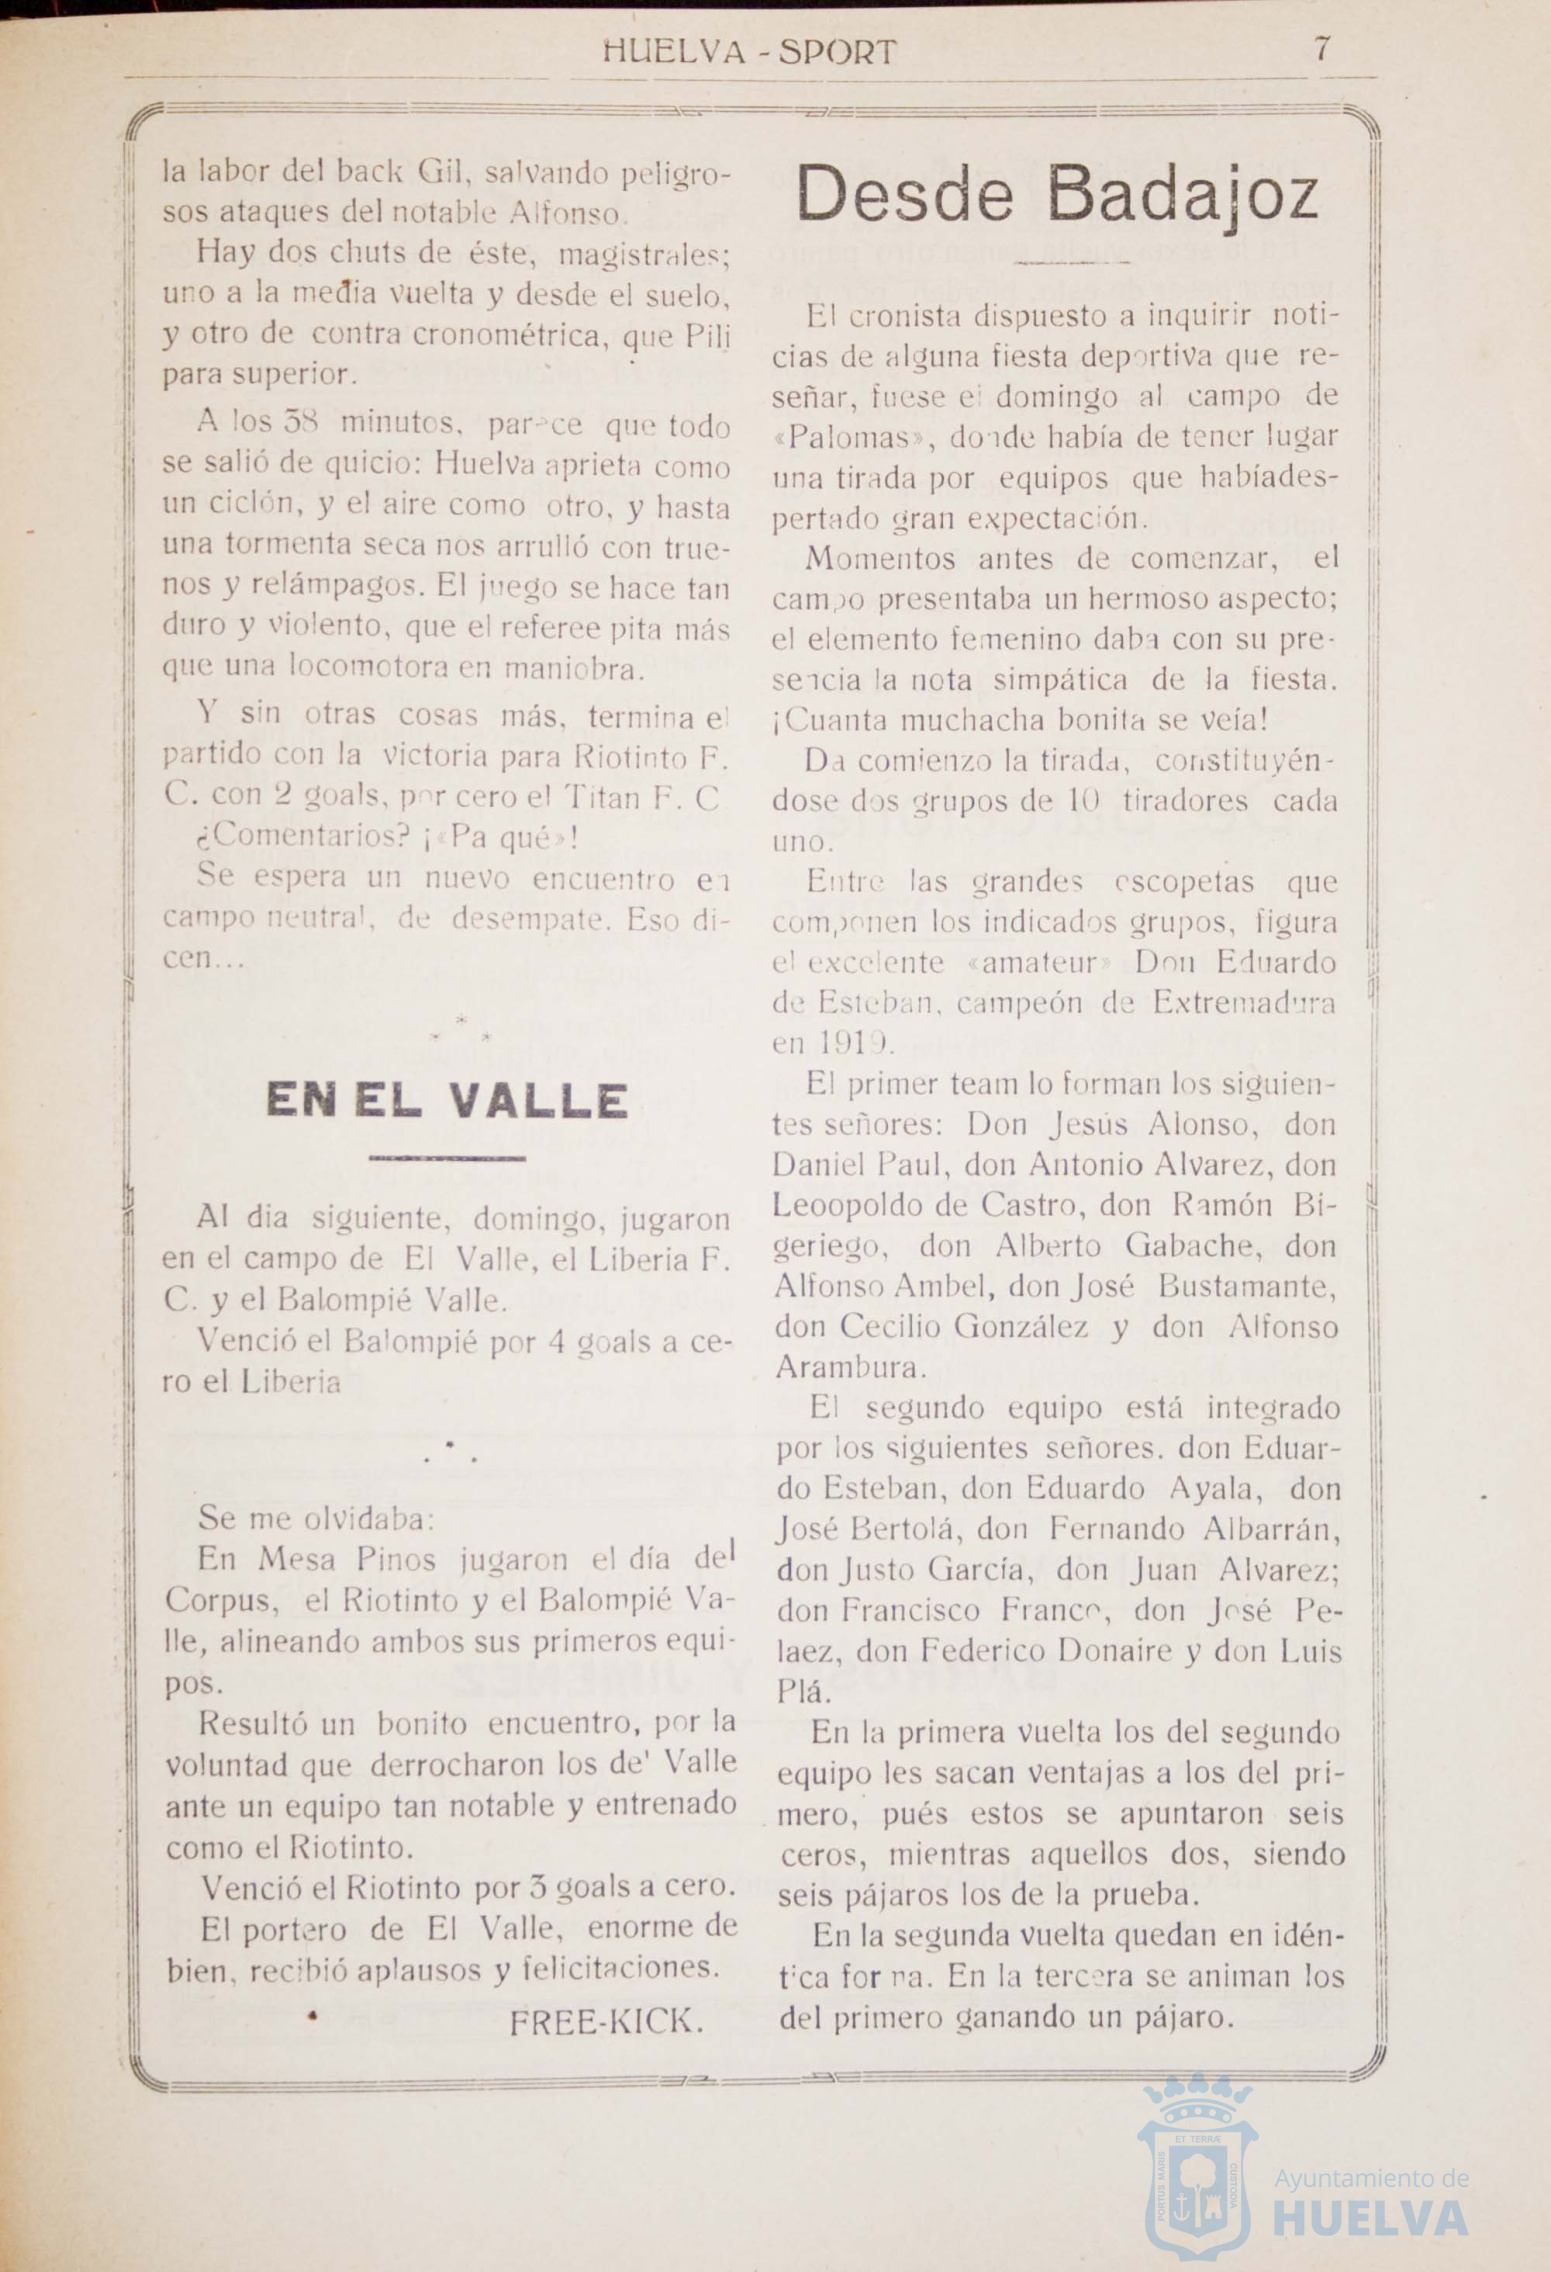 HUELVA - SPORT
7
la labor del back Gil, salvando peligro-
sos ataques del notable Alfonso.
Hay dos chuts de éste, magistrales;
uno a la media vuelta y desde el suelo,
y otro de contra cronométrica, que Pili
para superior.
A los 38 minutos, parece que todo
se salió de quicio: Huelva aprieta como
un ciclón, y el aire como otro, y hasta
una tormenta seca nos arrulló con true-
nos y relámpagos. El juego se hace tan
duro y violento, que el referee pita más
que una locomotora en maniobra.
Y sin otras cosas más, termina el
partido con la victoria para Riotinto F.
C. con 2 goals, por cero el Titan F. C
¿Comentarios? ¡«Pa qué»!
Se espera un nuevo encuentro en
campo neutral, de desempate. Eso di-
cen...
* * *
EN EL VALLE
Al dia siguiente, domingo, jugaron
en el campo de El Valle, el Liberia F.
C. y el Balompié Valle.
Venció el Balompié por 4 goals a ce-
ro el Liberia
Se me olvidaba:
En Mesa Pinos jugaron el día del
Corpus, el Riotinto y el Balompié Va-
lle, alineando ambos sus primeros equi-
pos.
Resultó un bonito encuentro, por la
voluntad que derrocharon los de' Valle
ante un equipo tan notable y entrenado
como el Riotinto.
Venció el Riotinto por 3 goals a cero.
El portero de El Valle, enorme de
bien, recibió aplausos y felicitaciones.
FREE-KICK.
Desde Badajoz
El cronista dispuesto a inquirir noti-
cias de alguna fiesta deportiva que re-
señar, fuese el domingo al campo de
«Palomas», donde había de tener lugar
una tirada por equipos que habíades-
pertado gran expectación.
Momentos antes de comenzar, el
campo presentaba un hermoso aspecto;
el elemento femenino daba con su pre-
sencia la nota simpática de la fiesta.
¡Cuanta muchacha bonita se veía!
Da comienzo la tirada, constituyén-
dose dos grupos de 10 tiradores cada
uno.
Entre las grandes escopetas que
componen los indicados grupos, figura
el excelente «amateur» Don Eduardo
de Esteban, campeón de Extremadura
en 1919.
El primer team lo forman los siguien-
tes señores: Don Jesús Alonso, don
Daniel Paul, don Antonio Alvarez, don
Leoopoldo de Castro, don Ramón Bi-
geriego, don Alberto Gabache, don
Alfonso Ambel, don José Bustamante,
don Cecilio González y don Alfonso
Arambura.
El segundo equipo está integrado
por los siguientes señores. don Eduar-
do Esteban, don Eduardo Ayala, don
José Bertolá, don Fernando Albarrán,
don Justo García, don Juan Alvarez;
don Francisco Franco, don José Pe-
laez, don Federico Donaire y don Luis
Plá.
En la primera vuelta los del segundo
equipo les sacan ventajas a los del pri-
mero, pués estos se apuntaron seis
ceros, mientras aquellos dos, siendo
seis pájaros los de la prueba.
En la segunda vuelta quedan en idén-
tica forma. En la tercera se animan los
del primero ganando un pájaro.
ET TERRÆ
PORTUS MARIS
CUSTODIA
Ayuntamiento de
HUELVA